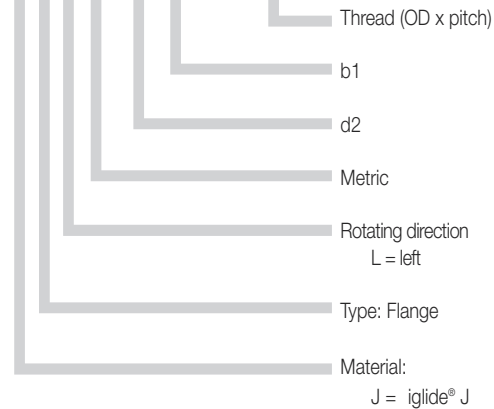 Thread (OD x pitch)
b1
d2
Metric
Rotating direction
L = left
Type: Flange
Material:
J = iglide® J